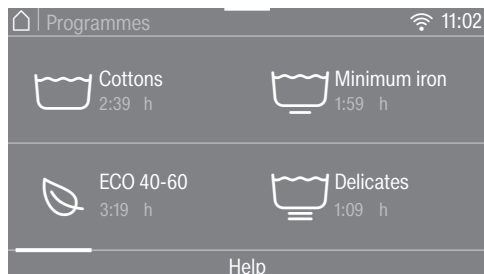 Programmes 11:02
Cottons
2:39 h
Minimum iron
1:59 h
ECO 40-60
3:19 h
Delicates
1:09 h
Help